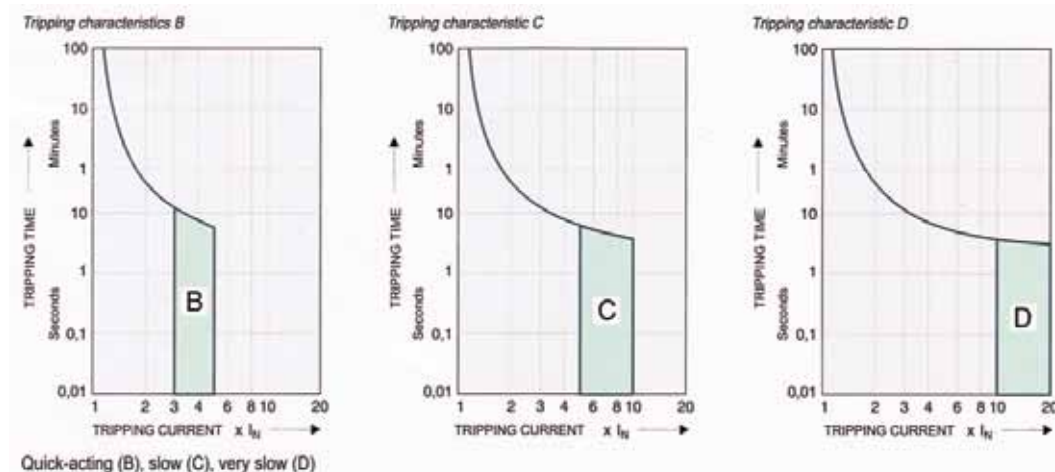 Tripping characteristics B
100
10
1
10
1
0,1
0,01
Minutes
TRIPPING TIME
Seconds
B
1 2 3 4 6 8 10 20
TRIPPING CURRENT x IN
Tripping characteristic C
100
10
1
10
1
0,1
0,01
Minutes
TRIPPING TIME
Seconds
C
1 2 3 4 6 8 10 20
TRIPPING CURRENT x IN
Tripping characteristic D
100
10
1
10
1
0,1
0,01
Minutes
TRIPPING TIME
Seconds
D
1 2 3 4 6 8 10 20
TRIPPING CURRENT x IN
Quick-acting (B), slow (C), very slow (D)